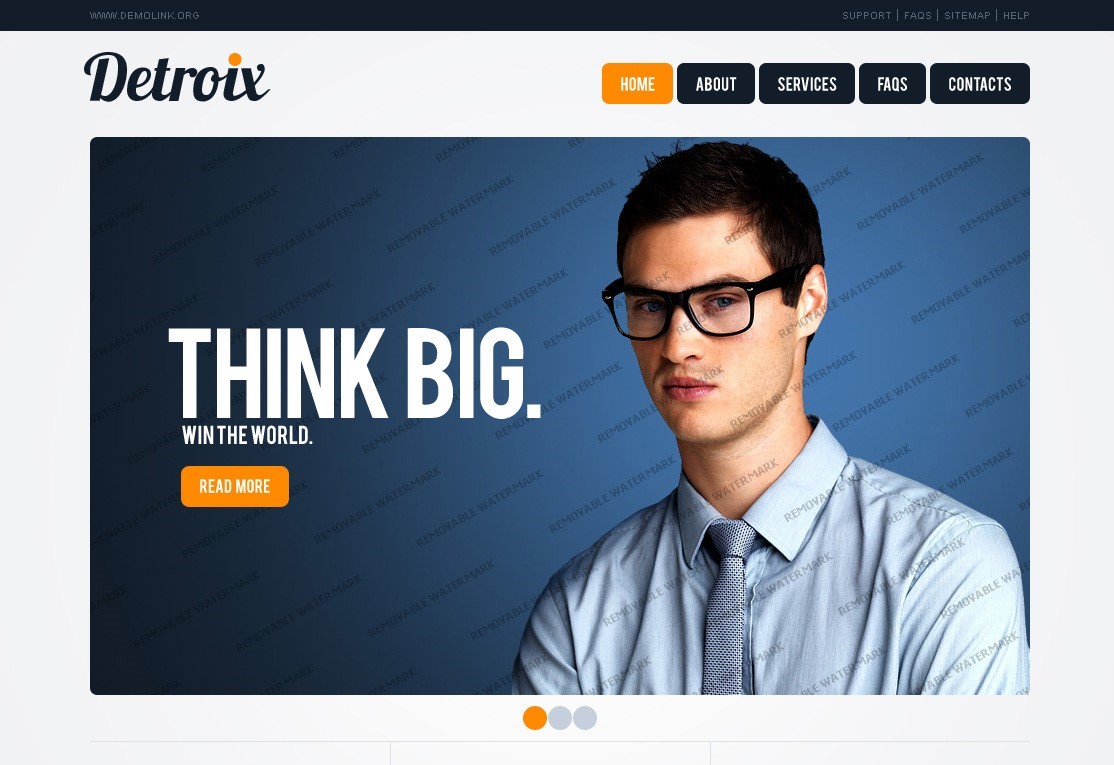 WWW.DEMOLINK.ORG
SUPPORT | FAQS | SITEMAP | HELP
Detroix
HOME ABOUT SERVICES FAQS CONTACTS
THINK BIG.
WIN THE WORLD.
READ MORE
REMOVABLE WATERMARK